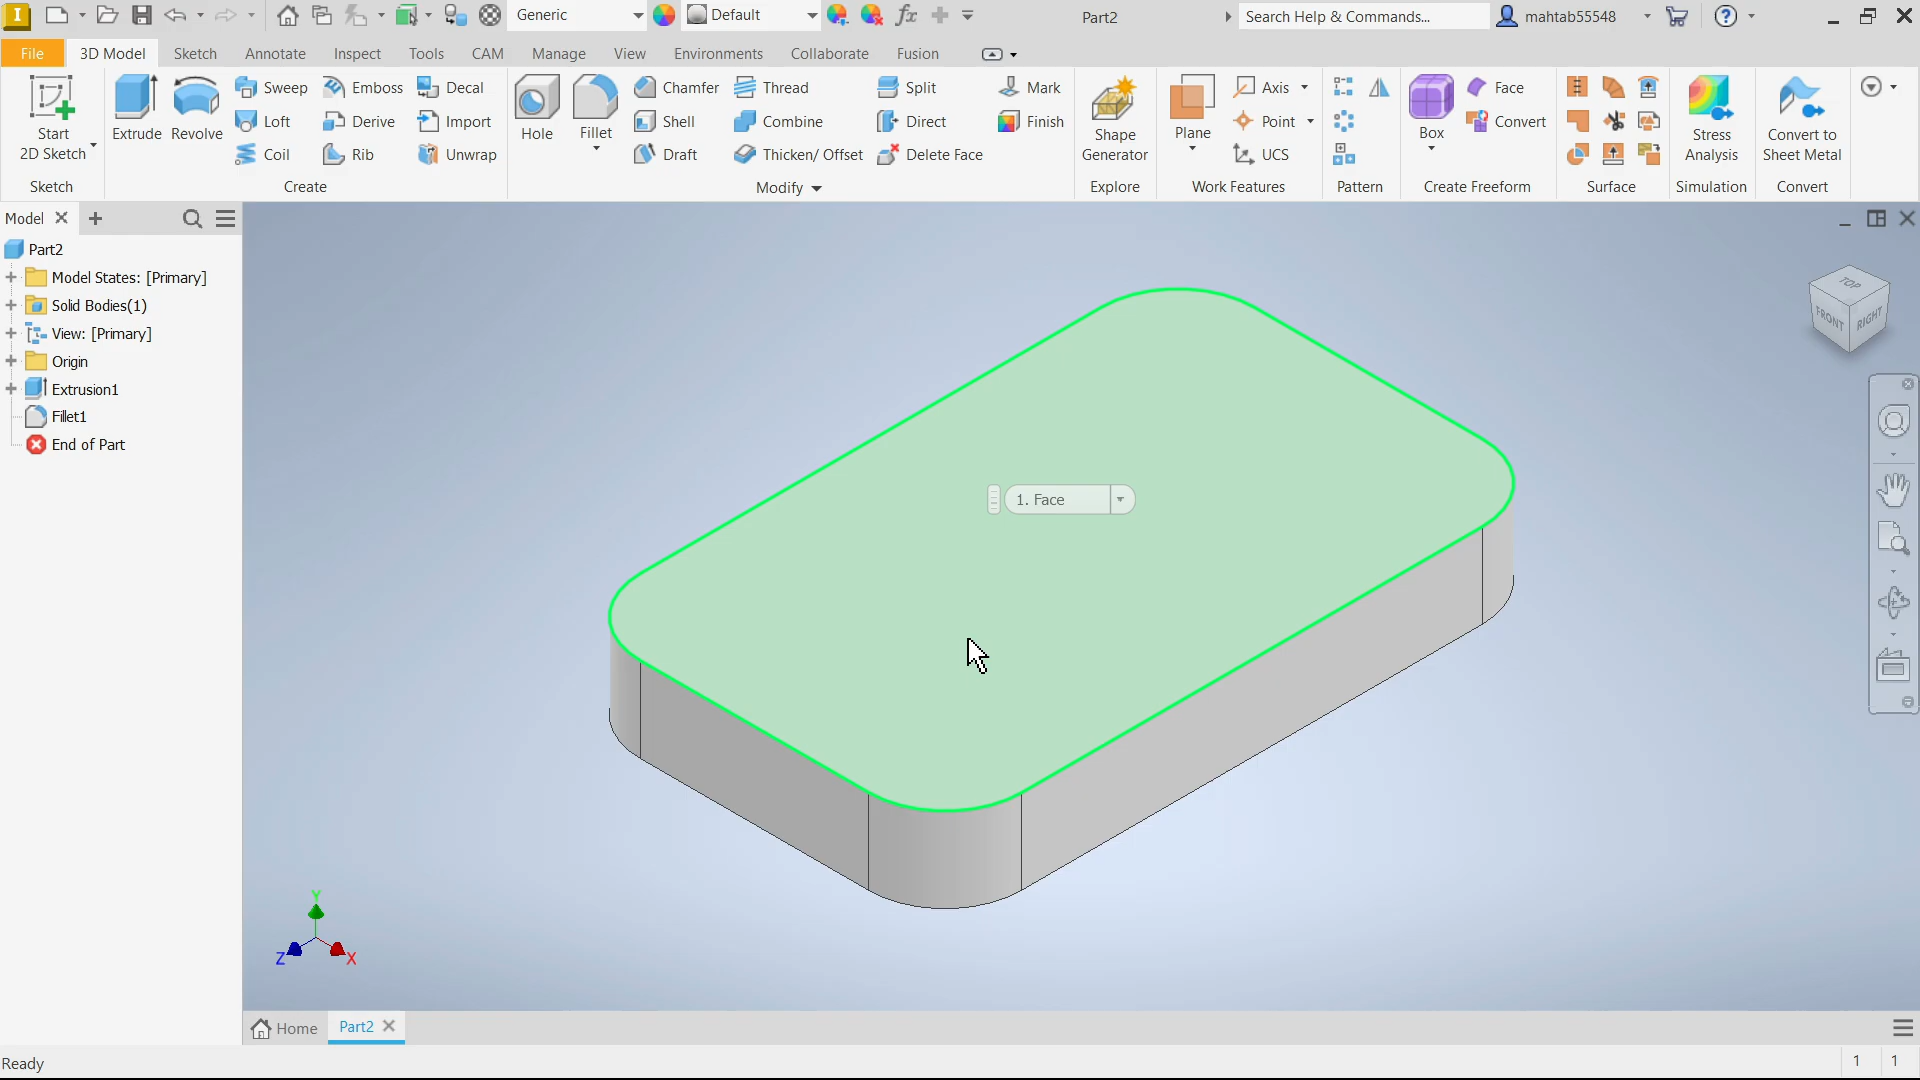 Generic
Default
Part2
Search Help & Commands...
mahtab55548
File
3D Model
Sketch
Annotate
Inspect
Tools
CAM
Manage
View
Environments
Collaborate
Fusion
Start
2D Sketch
Extrude
Revolve
Sweep
Loft
Coil
Emboss
Derive
Rib
Decal
Import
Unwrap
Hole
Fillet
Chamfer
Shell
Draft
Thread
Combine
Thicken/ Offset
Split
Direct
Delete Face
Mark
Finish
Shape
Generator
Plane
Axis
Point
UCS
Box
Face
Convert
Stress
Analysis
Convert to
Sheet Metal
Sketch
Create
Modify
Explore
Work Features
Pattern
Create Freeform
Surface
Simulation
Convert
Model
Part2
Model States: [Primary]
Solid Bodies(1)
View: [Primary]
Origin
Extrusion1
Fillet1
End of Part
TOP
FRONT
RIGHT
1. Face
Y
Z
X
Home
Part2
Ready
1
1